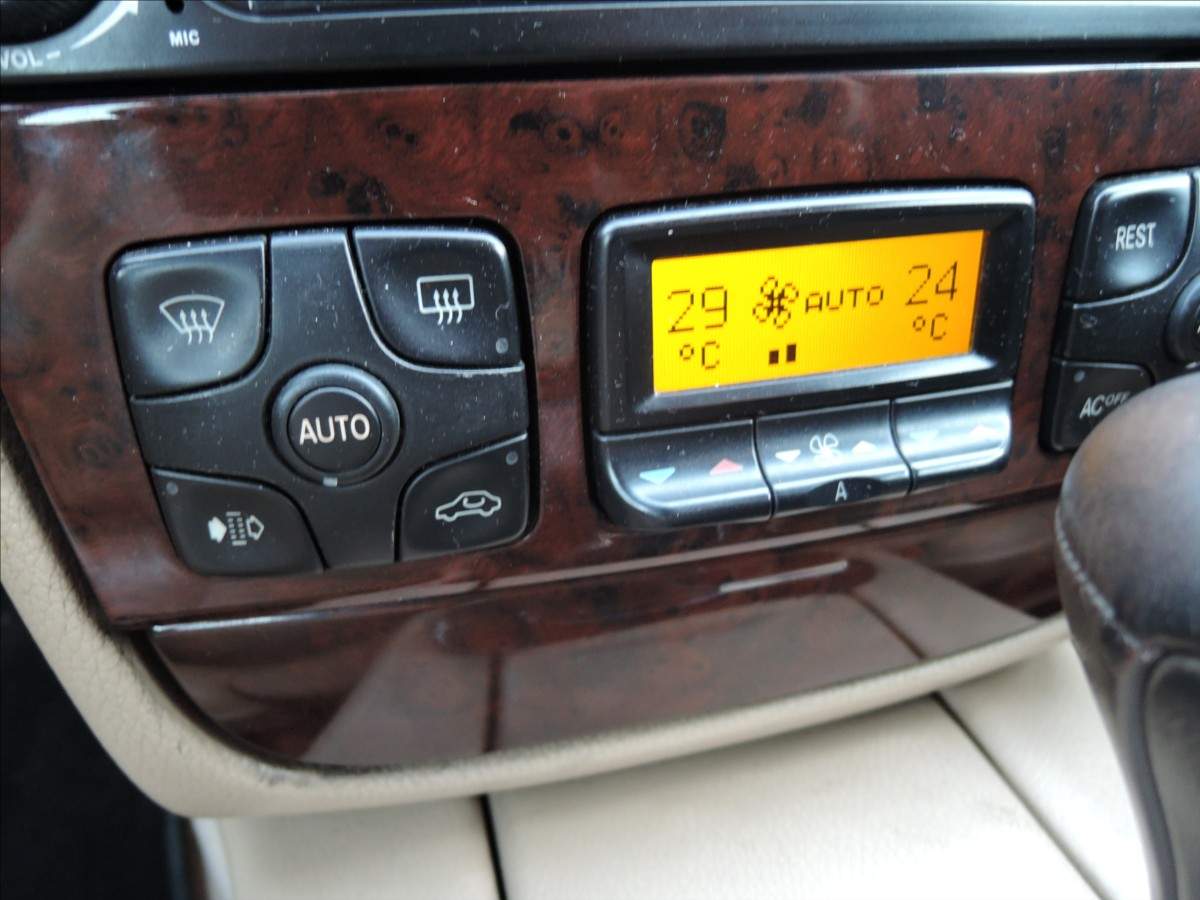 VOL -
MIC
REST
29
AUTO
24
°C
°C
AUTO
AC OFF
A